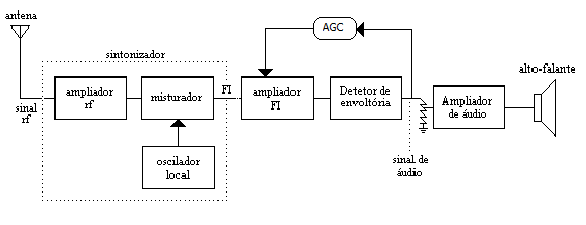 antena
AGC
sintonizador
alto-falante
sinal
rf
ampliador
rf
misturador
FI
ampliador
FI
Detetor de
envoltória
Ampliador
de áudio
oscilador
local
sinal de
áudio